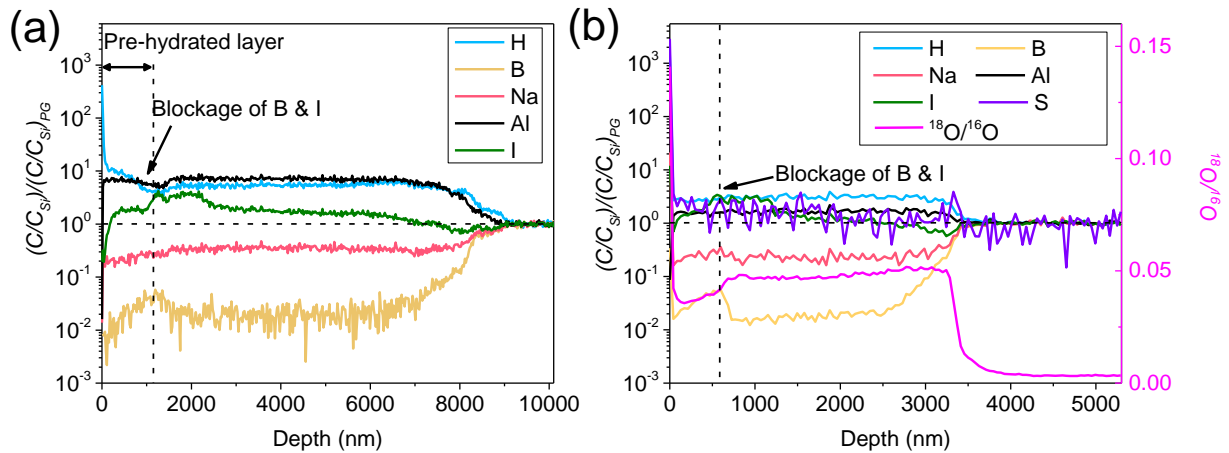 (a)
Pre-hydrated layer
Blockage of B & I
H
B
Na
Al
I
(C/C_Si)/(C/C_Si)_PG
10^3
10^2
10^1
10^0
10^-1
10^-2
10^-3
0
2000
4000
6000
8000
10000
Depth (nm)
(b)
H
B
Na
Al
I
S
^18O/^16O
Blockage of B & I
(C/C_Si)/(C/C_Si)_PG
10^3
10^2
10^1
10^0
10^-1
10^-2
10^-3
0
1000
2000
3000
4000
5000
Depth (nm)
0.15
0.10
0.05
0.00
^18O/^16O